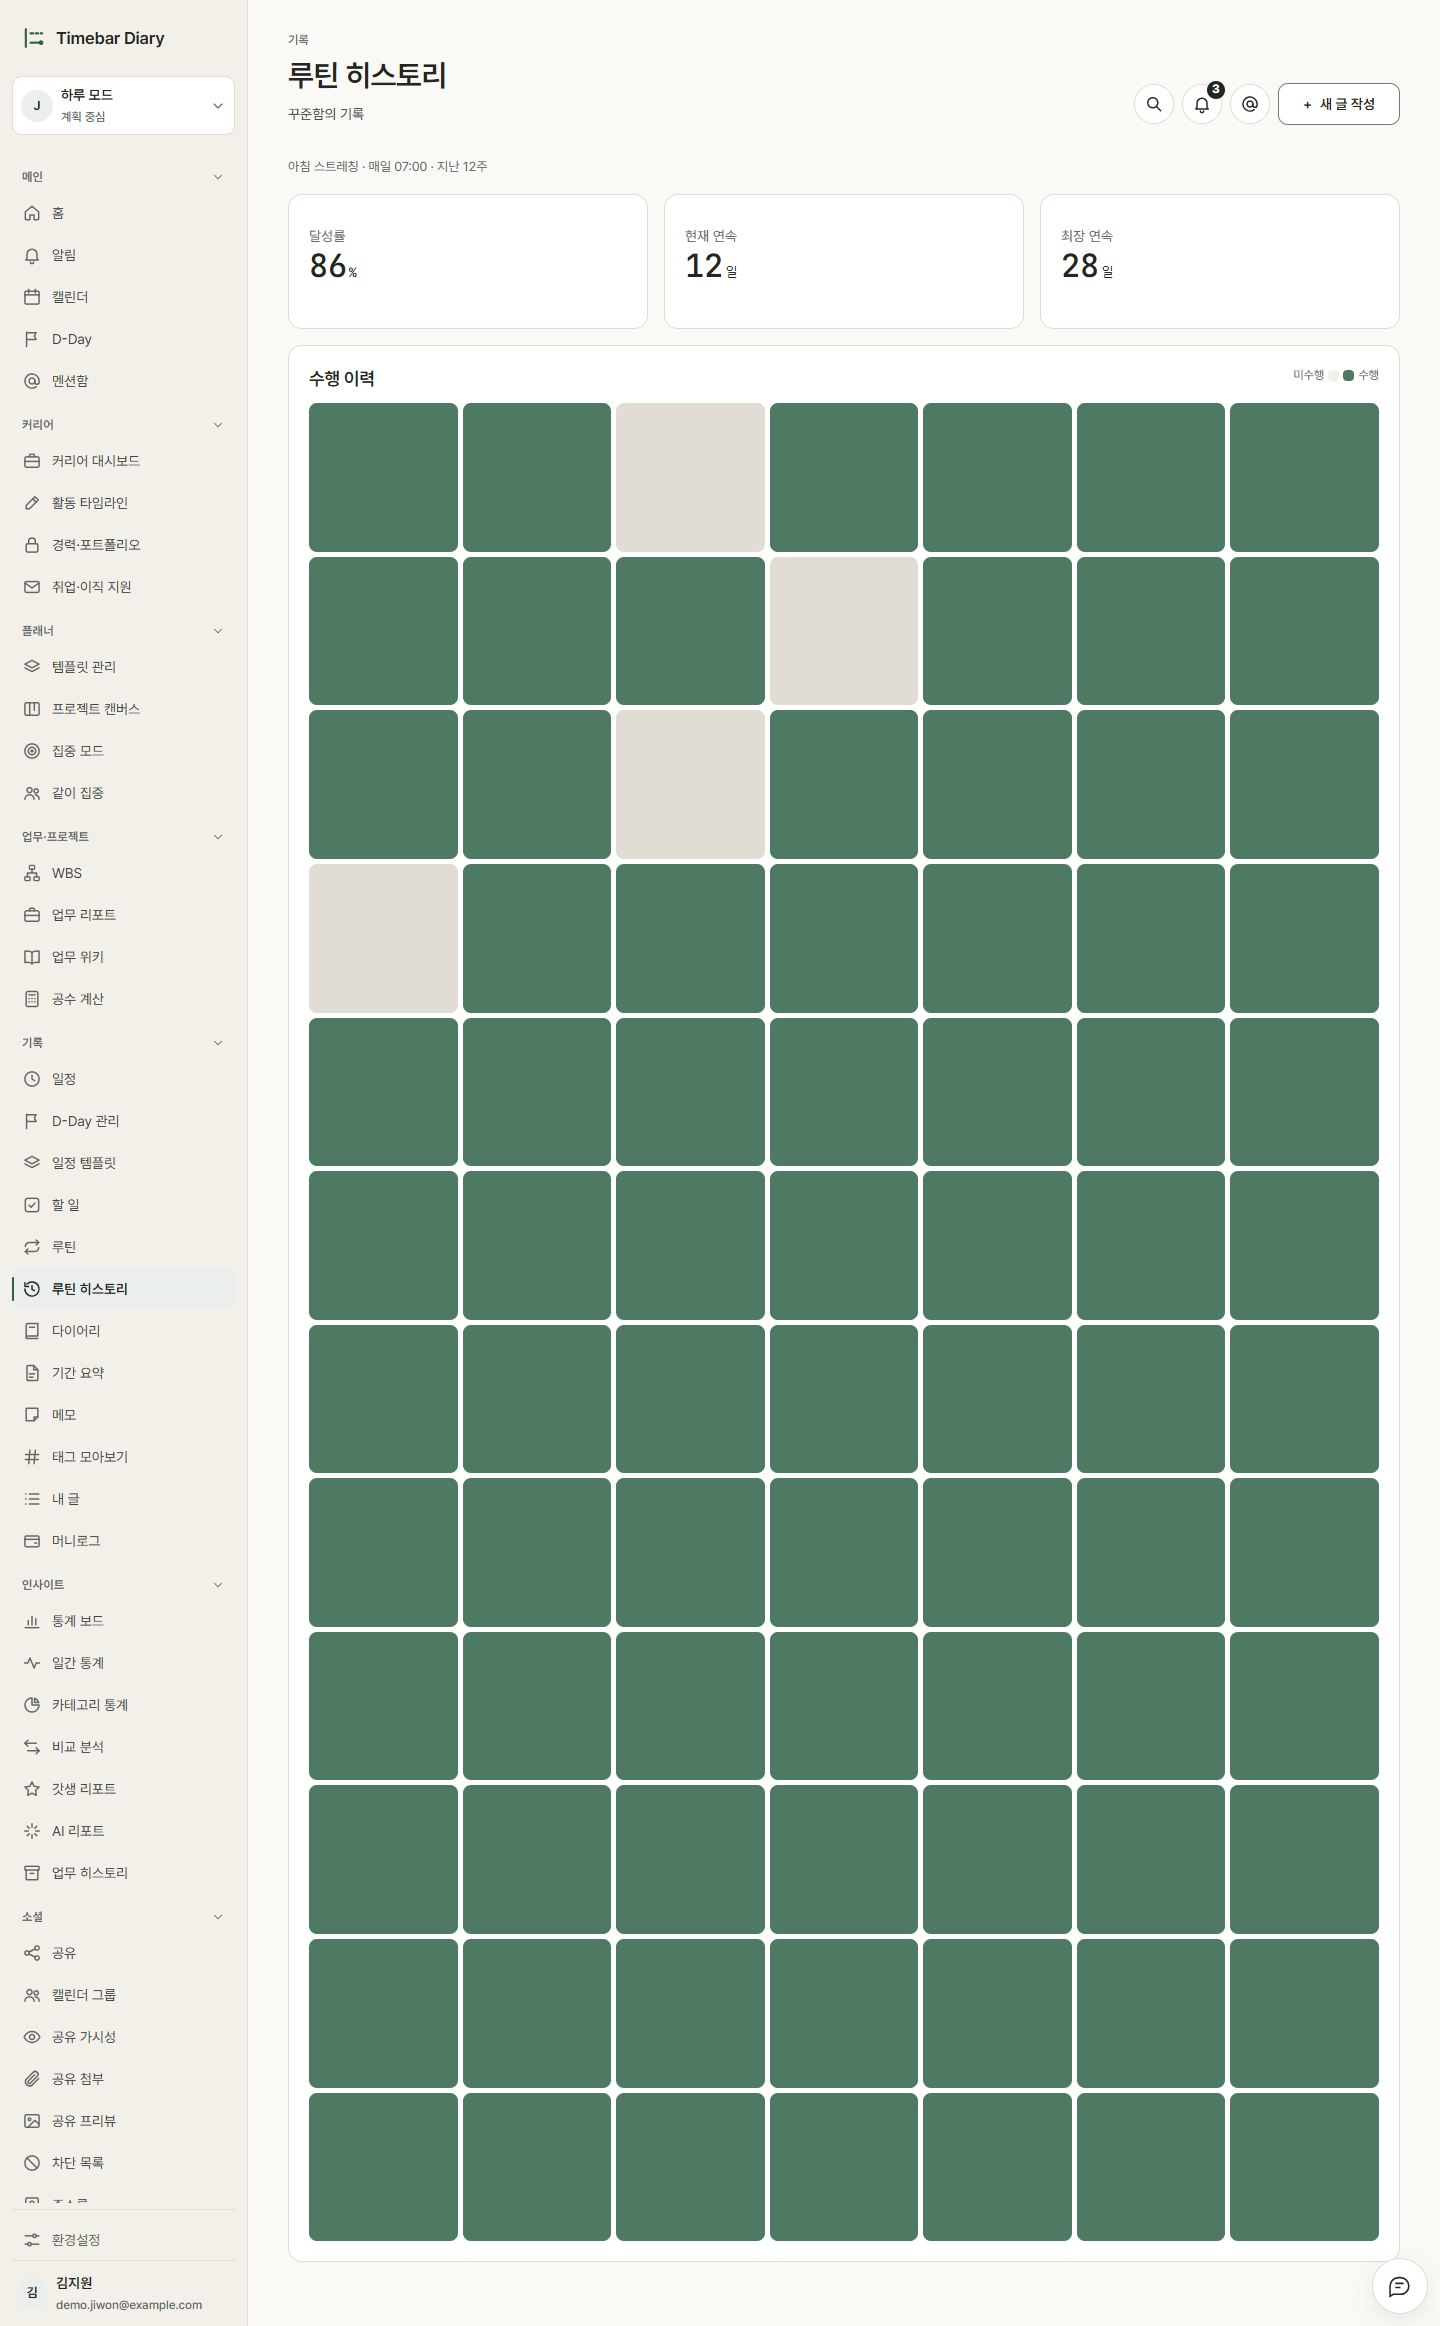 Timebar Diary
J
하루 모드
계획 중심
메인
홈
알림
캘린더
D-Day
멘션함
커리어
커리어 대시보드
활동 타임라인
경력·포트폴리오
취업·이직 지원
플래너
템플릿 관리
프로젝트 캔버스
집중 모드
같이 집중
업무·프로젝트
WBS
업무 리포트
업무 위키
공수 계산
기록
일정
D-Day 관리
일정 템플릿
할 일
루틴
루틴 히스토리
다이어리
기간 요약
메모
태그 모아보기
내 글
머니로그
인사이트
통계 보드
일간 통계
카테고리 통계
비교 분석
갓생 리포트
AI 리포트
업무 히스토리
소셜
공유
캘린더 그룹
공유 가시성
공유 첨부
공유 프리뷰
차단 목록
환경설정
김
김지원
demo.jiwon@example.com
기록
루틴 히스토리
꾸준함의 기록
3
+ 새 글 작성
아침 스트레칭 · 매일 07:00 · 지난 12주
달성률
86%
현재 연속
12일
최장 연속
28일
수행 이력
미수행 수행